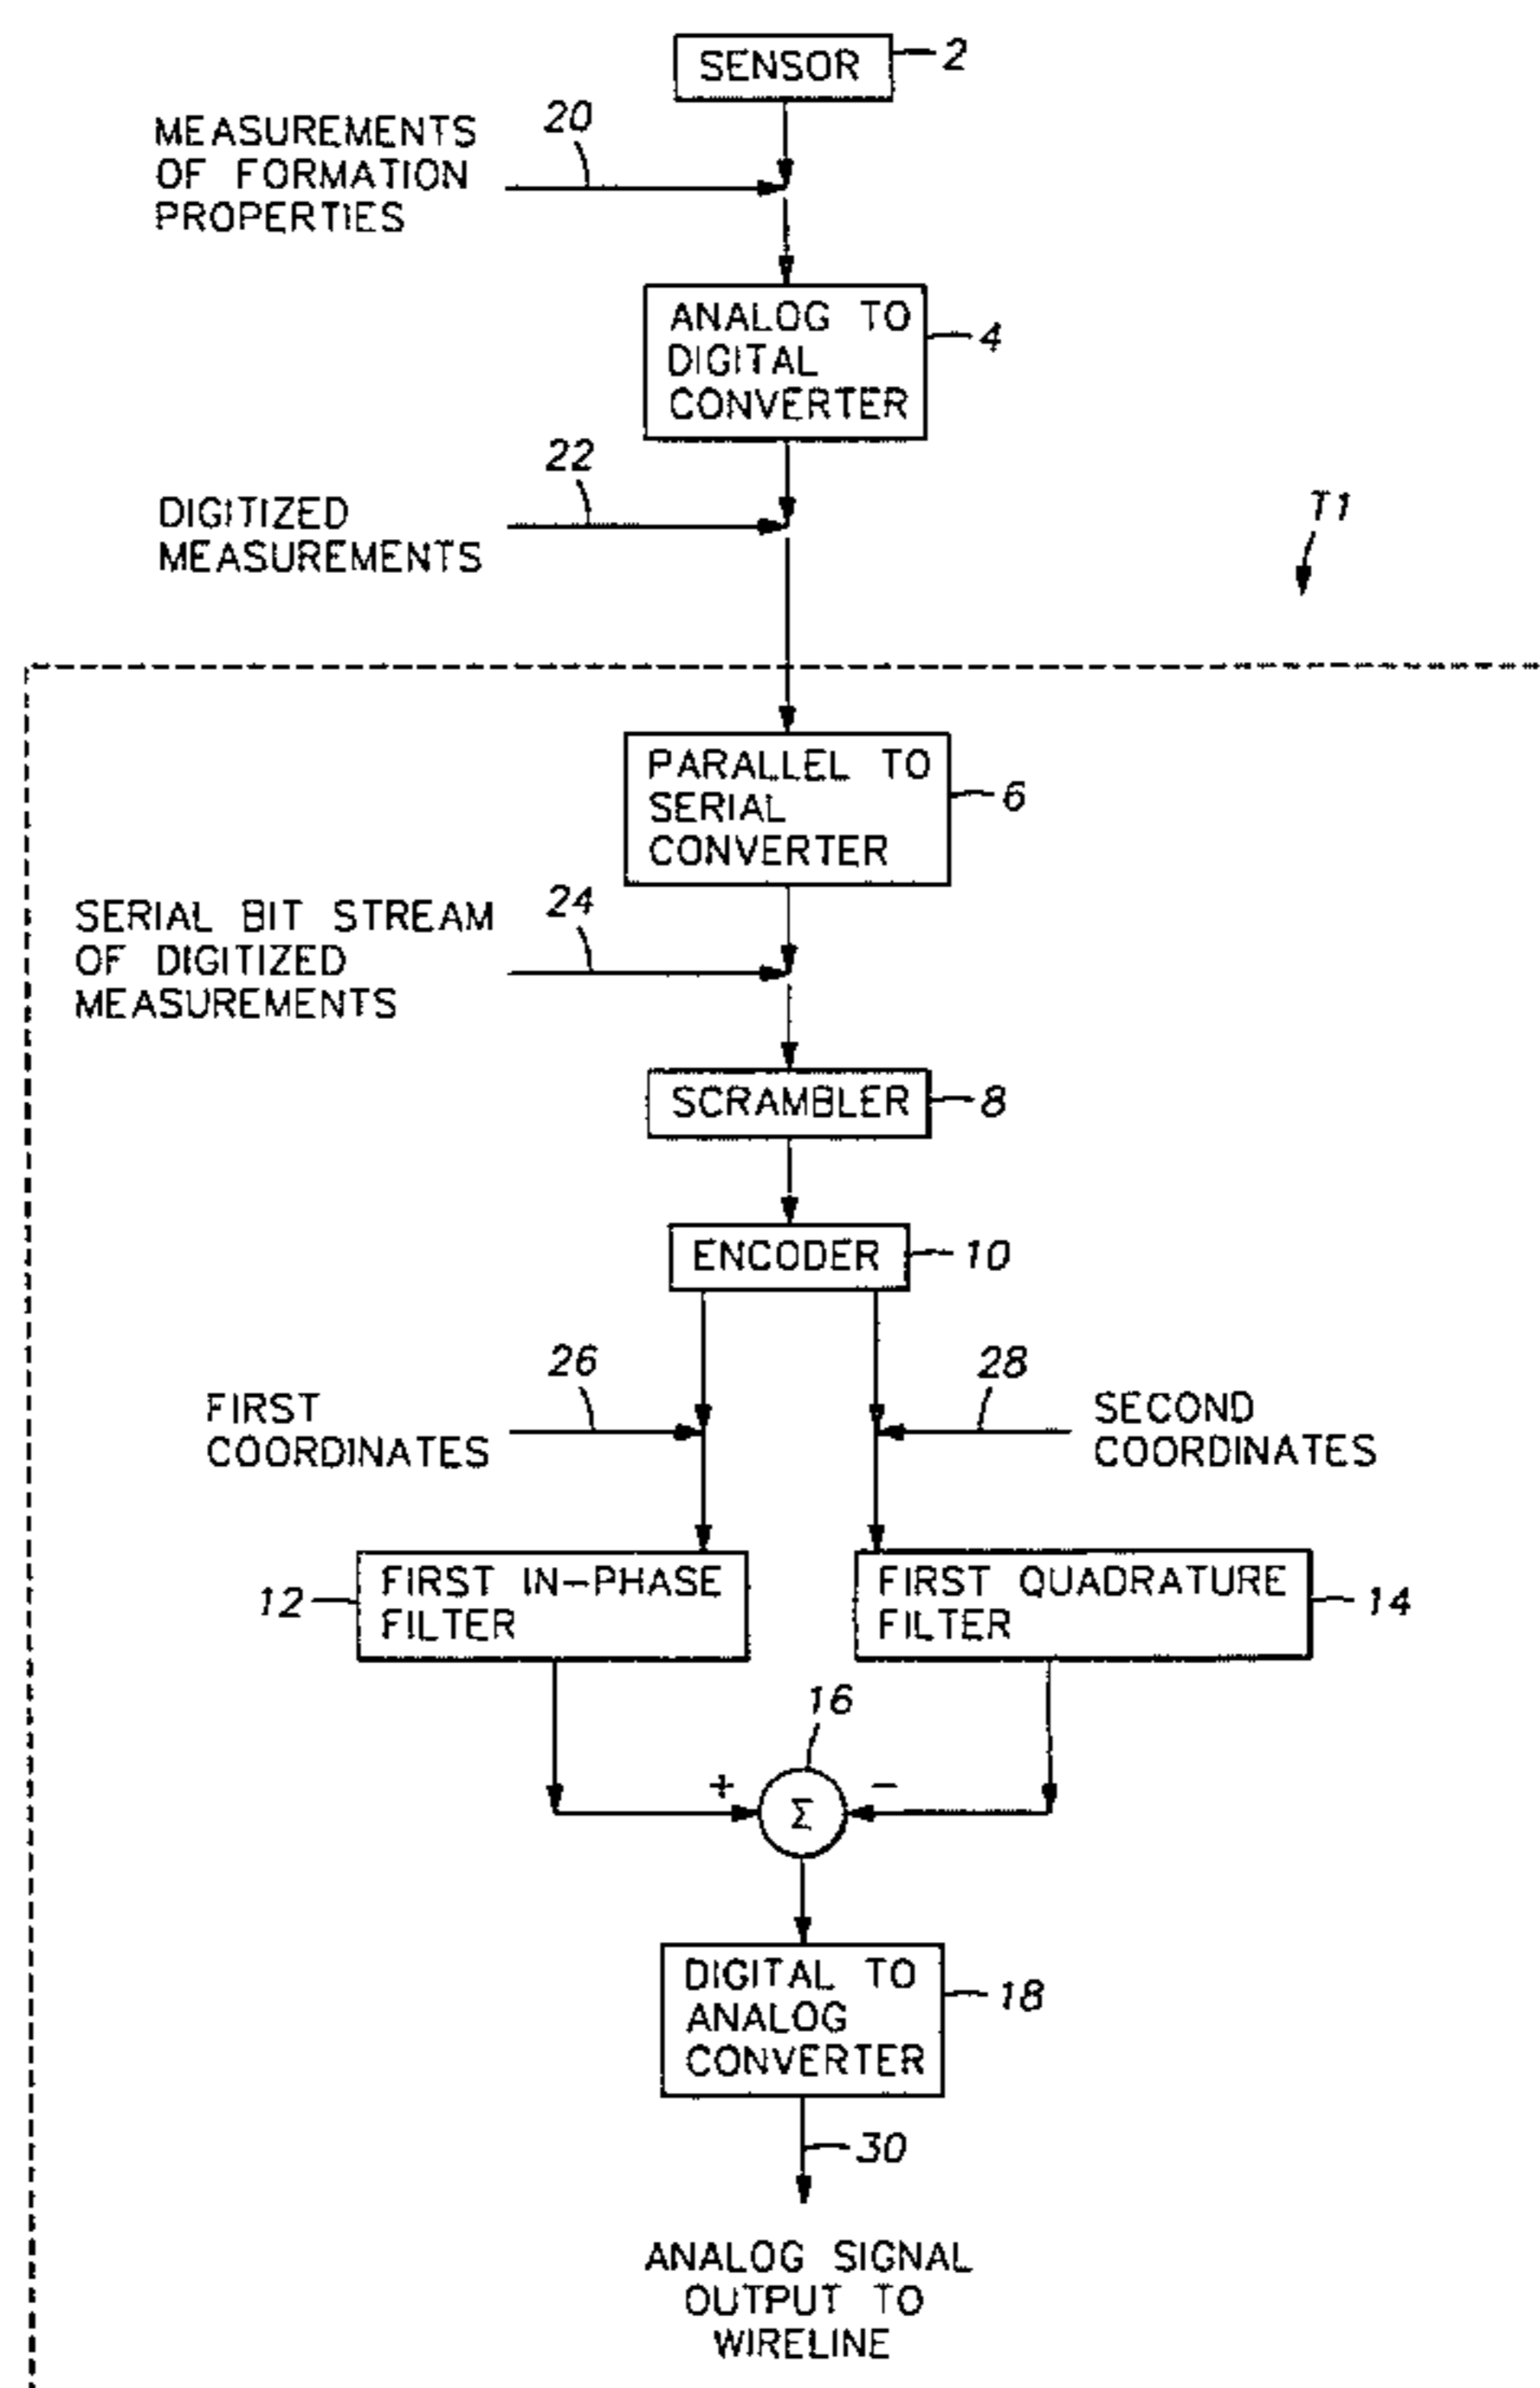 SENSOR
2
MEASUREMENTS
OF FORMATION
PROPERTIES
20
ANALOG TO
DIGITAL
CONVERTER
4
22
DIGITIZED
MEASUREMENTS
T1
PARALLEL TO
SERIAL
CONVERTER
6
SERIAL BIT STREAM
OF DIGITIZED
MEASUREMENTS
24
SCRAMBLER
8
ENCODER
10
26
28
FIRST
COORDINATES
SECOND
COORDINATES
12
FIRST IN-PHASE
FILTER
FIRST QUADRATURE
FILTER
14
16
+
Σ
-
DIGITAL TO
ANALOG
CONVERTER
18
30
ANALOG SIGNAL
OUTPUT TO
WIRELINE